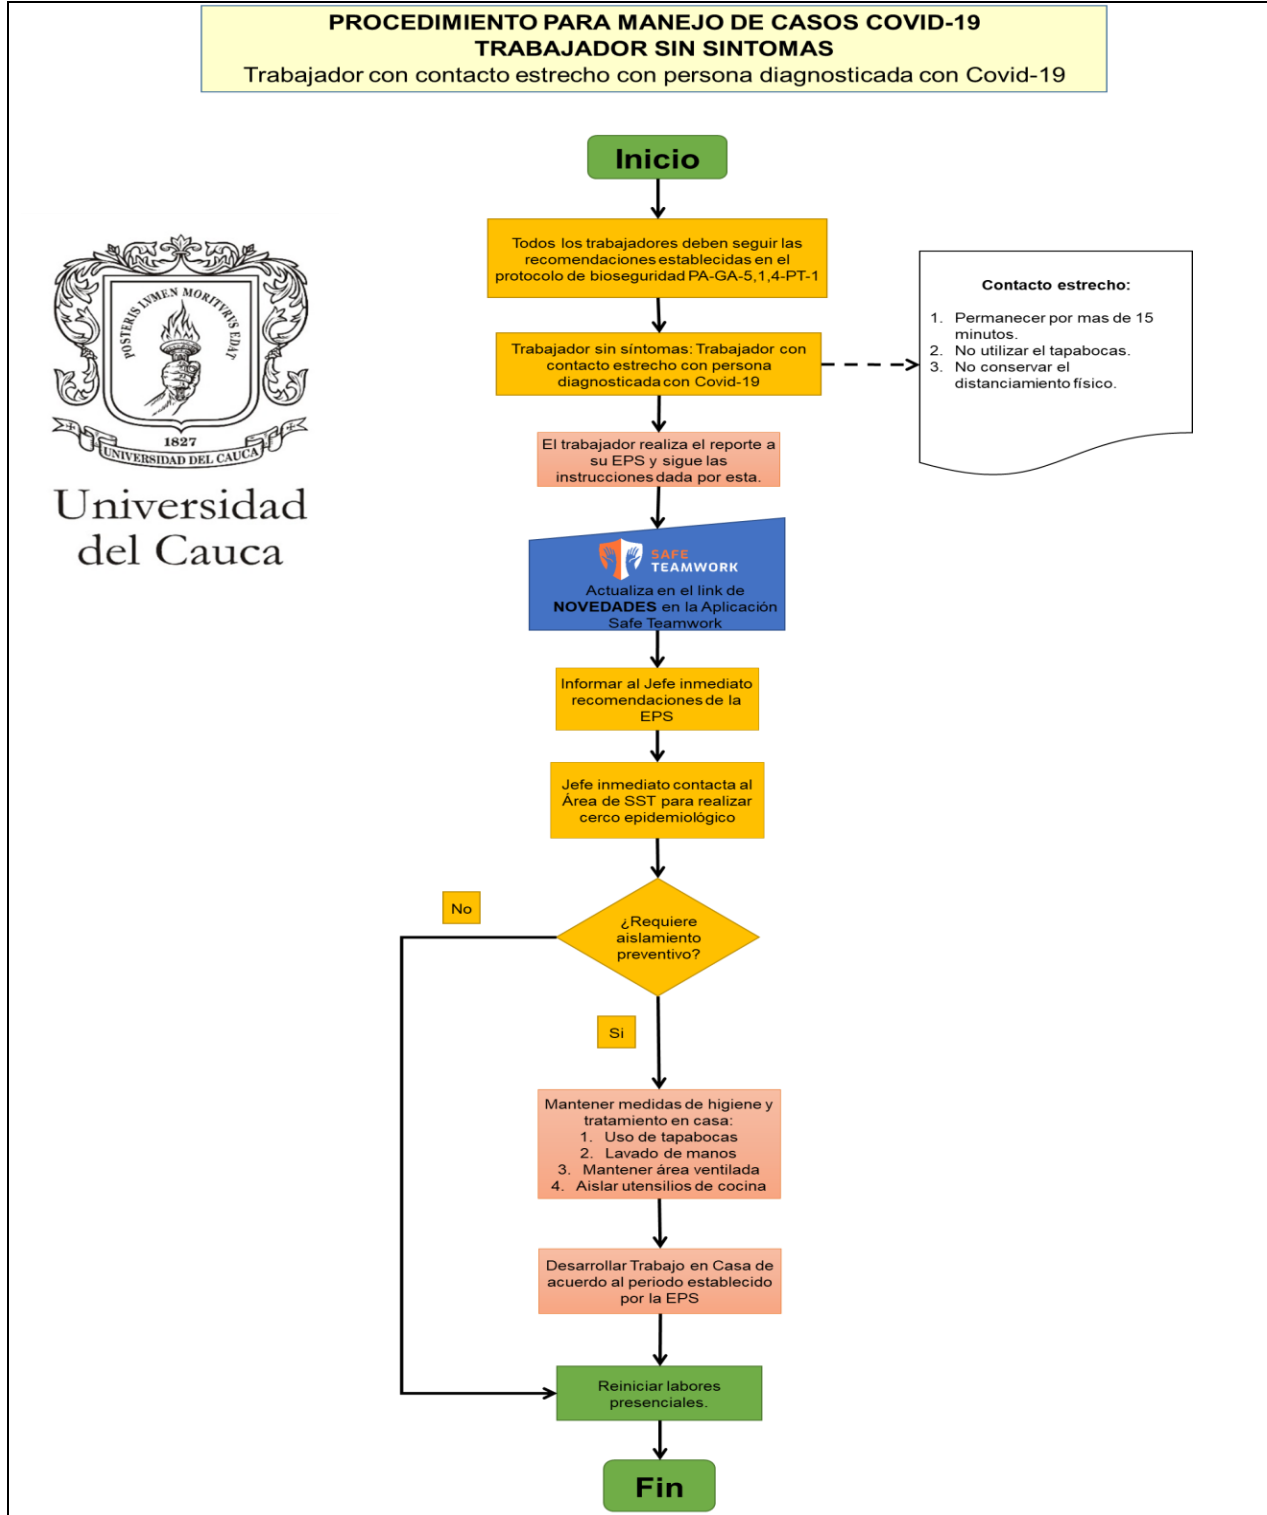 PROCEDIMIENTO PARA MANEJO DE CASOS COVID-19
TRABAJADOR SIN SINTOMAS
Trabajador con contacto estrecho con persona diagnosticada con Covid-19
Inicio
Todos los trabajadores deben seguir las
recomendaciones establecidas en el
protocolo de bioseguridad PA-GA-5,1,4-PT-1
Trabajador sin síntomas: Trabajador con
contacto estrecho con persona
diagnosticada con Covid-19
Contacto estrecho:
1. Permanecer por mas de 15
minutos.
2. No utilizar el tapabocas.
3. No conservar el
distanciamiento físico.
POSTERIS LVMEN MORITVRVS EDAT
1827
UNIVERSIDAD DEL CAUCA
Universidad
del Cauca
El trabajador realiza el reporte a
su EPS y sigue las
instrucciones dada por esta.
SAFE
TEAMWORK
Actualiza en el link de
NOVEDADES en la Aplicación
Safe Teamwork
Informar al Jefe inmediato
recomendaciones de la
EPS
Jefe inmediato contacta al
Área de SST para realizar
cerco epidemiológico
¿Requiere
aislamiento
preventivo?
No
Si
Mantener medidas de higiene y
tratamiento en casa:
1. Uso de tapabocas
2. Lavado de manos
3. Mantener área ventilada
4. Aislar utensilios de cocina
Desarrollar Trabajo en Casa de
acuerdo al periodo establecido
por la EPS
Reiniciar labores
presenciales.
Fin